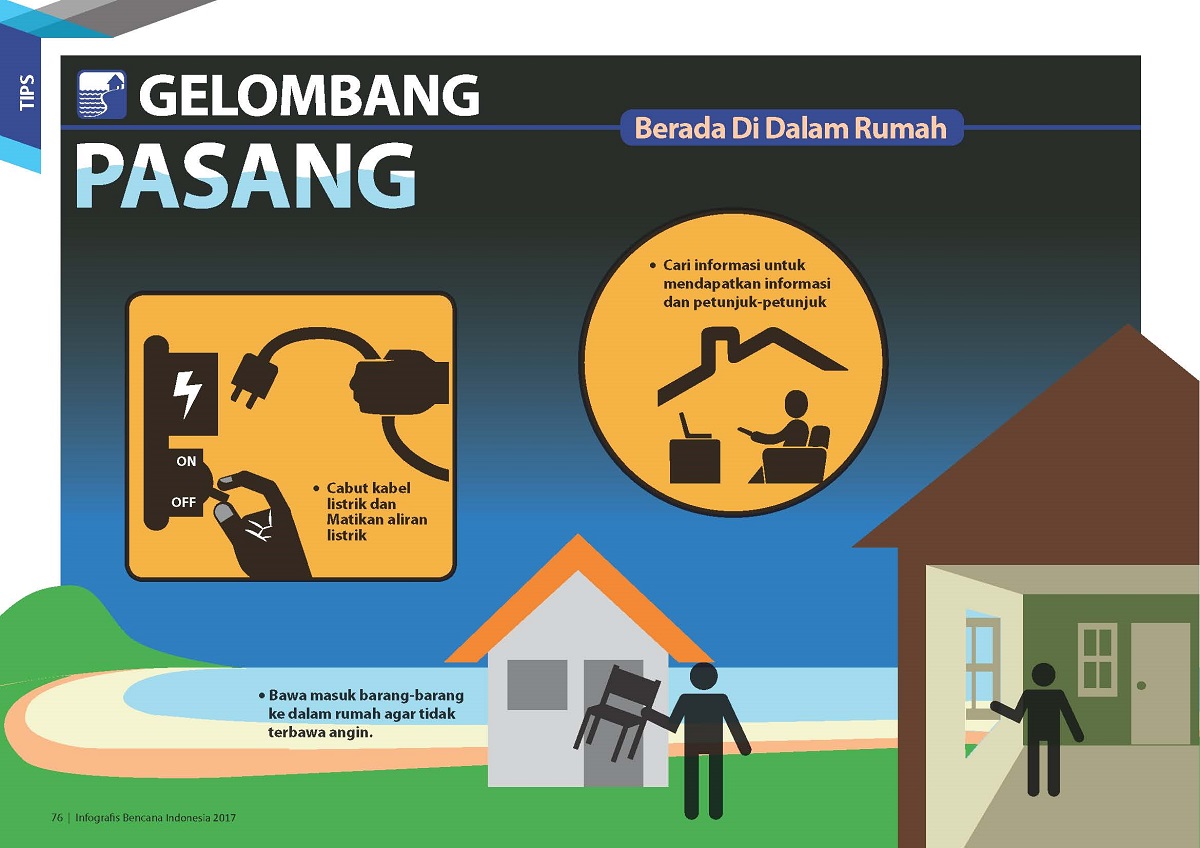 TIPS
GELOMBANG
PASANG
Berada Di Dalam Rumah
• Cari informasi untuk
mendapatkan informasi
dan petunjuk-petunjuk
ON
OFF
• Cabut kabel
listrik dan
Matikan aliran
listrik
• Bawa masuk barang-barang
ke dalam rumah agar tidak
terbawa angin.
76 | Infografis Bencana Indonesia 2017